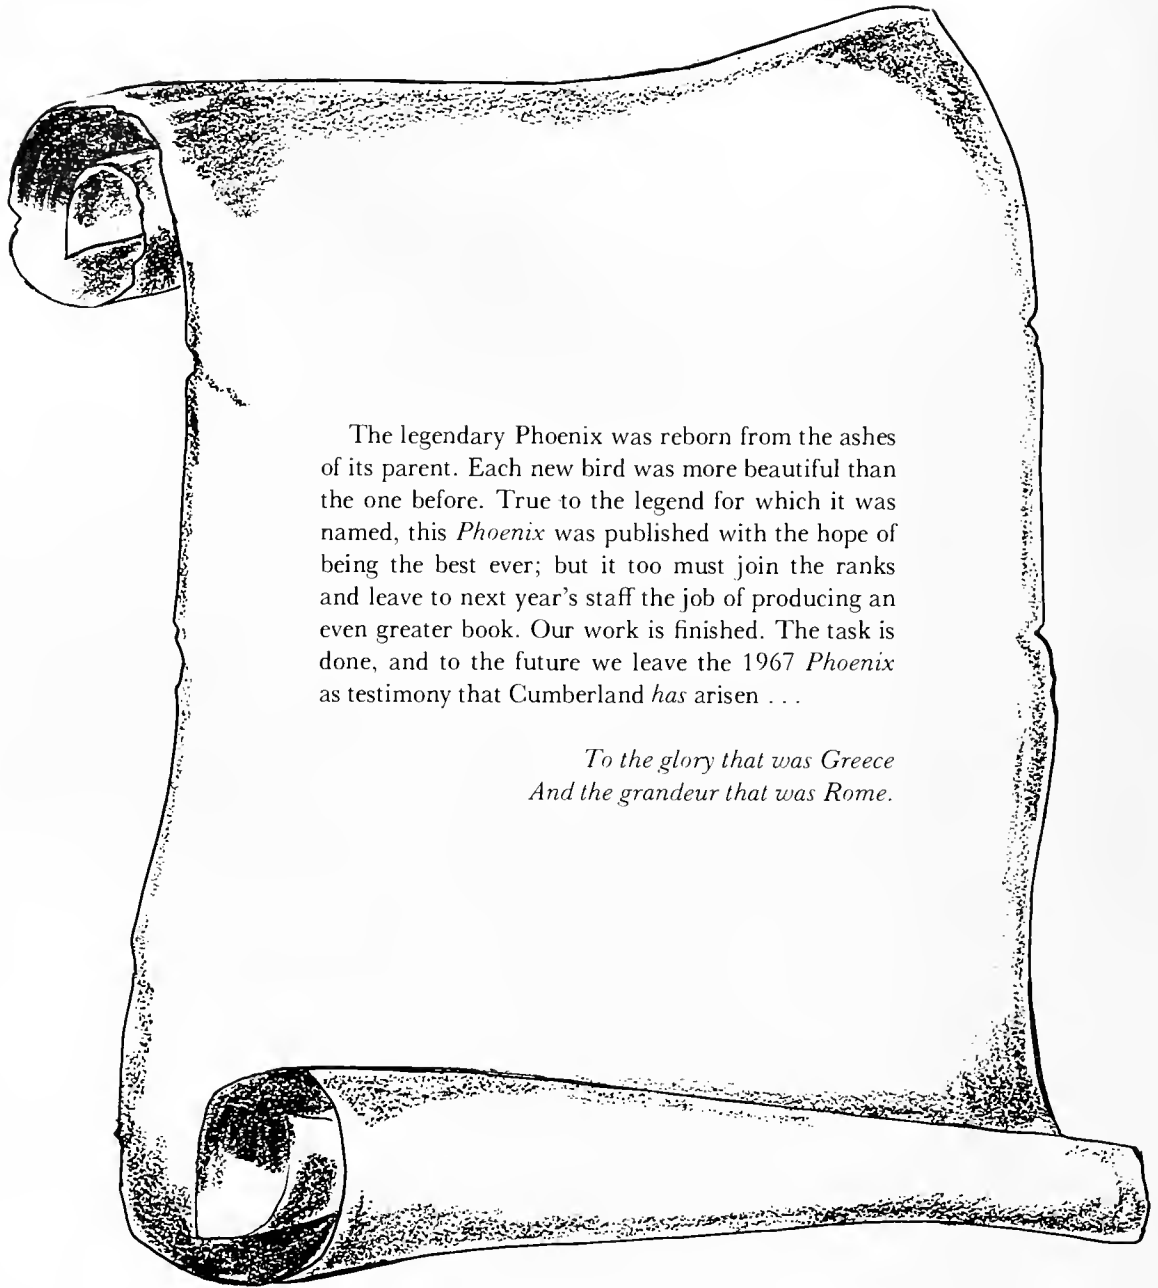 The legendary Phoenix was reborn from the ashes
of its parent. Each new bird was more beautiful than
the one before. True to the legend for which it was
named, this Phoenix was published with the hope of
being the best ever; but it too must join the ranks
and leave to next year's staff the job of producing an
even greater book. Our work is finished. The task is
done, and to the future we leave the 1967 Phoenix
as testimony that Cumberland has arisen . . .
To the glory that was Greece
And the grandeur that was Rome.